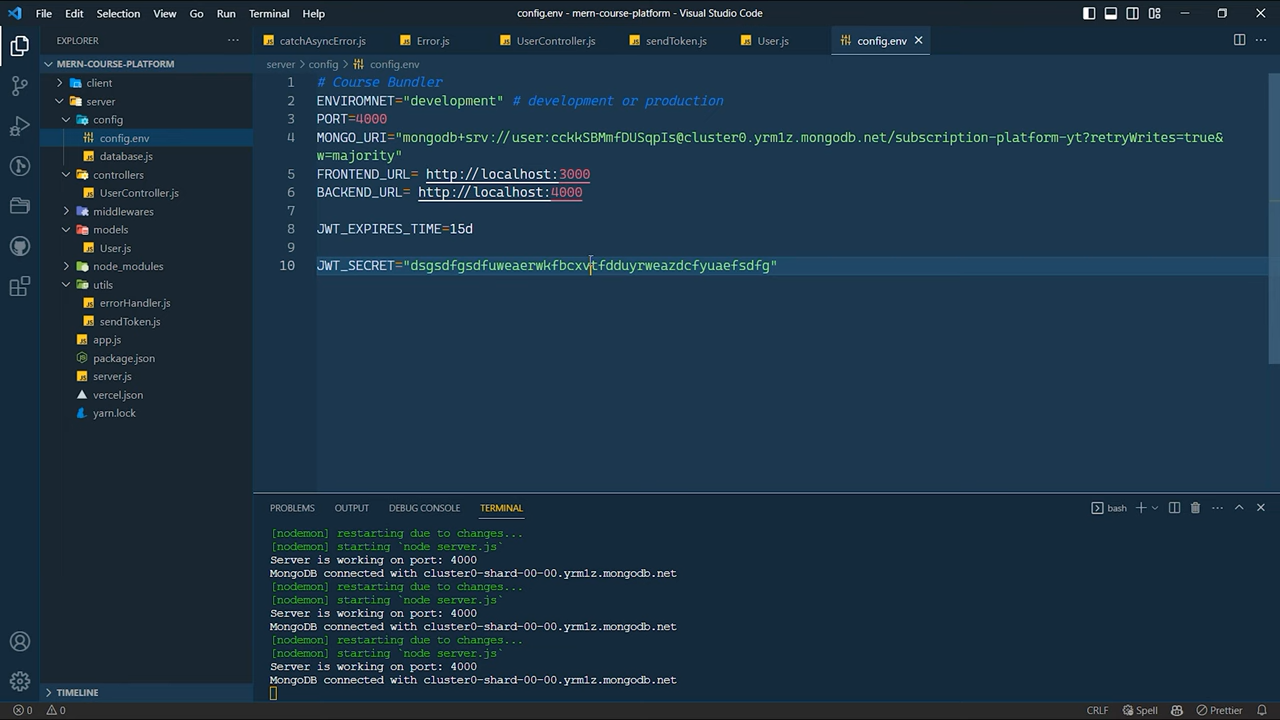 File Edit Selection View Go Run Terminal Help
config.env - mern-course-platform - Visual Studio Code
EXPLORER
MERN-COURSE-PLATFORM
client
server
config
config.env
database.js
controllers
UserController.js
middlewares
models
User.js
node_modules
utils
errorHandler.js
sendToken.js
app.js
package.json
server.js
vercel.json
yarn.lock
TIMELINE
catchAsyncError.js Error.js UserController.js sendToken.js User.js config.env
server > config > config.env
1 # Course Bundler
2 ENVIROMNET="development" # development or production
3 PORT=4000
4 MONGO_URI="mongodb+srv://user:cckkSBMmfDUSqpIs@cluster0.yrm1z.mongodb.net/subscription-platform-yt?retryWrites=true&
w=majority"
5 FRONTEND_URL= http://localhost:3000
6 BACKEND_URL= http://localhost:4000
7
8 JWT_EXPIRES_TIME=15d
9
10 JWT_SECRET="dsgsdfgsdfuweaerwkfbcxvtfdduyrweazdcfyuaefsdfg"
PROBLEMS OUTPUT DEBUG CONSOLE TERMINAL
bash
[nodemon] restarting due to changes...
[nodemon] starting `node server.js`
Server is working on port: 4000
MongoDB connected with cluster0-shard-00-00.yrm1z.mongodb.net
[nodemon] restarting due to changes...
[nodemon] starting `node server.js`
Server is working on port: 4000
MongoDB connected with cluster0-shard-00-00.yrm1z.mongodb.net
[nodemon] restarting due to changes...
[nodemon] starting `node server.js`
Server is working on port: 4000
MongoDB connected with cluster0-shard-00-00.yrm1z.mongodb.net
0 0
CRLF Spell Prettier